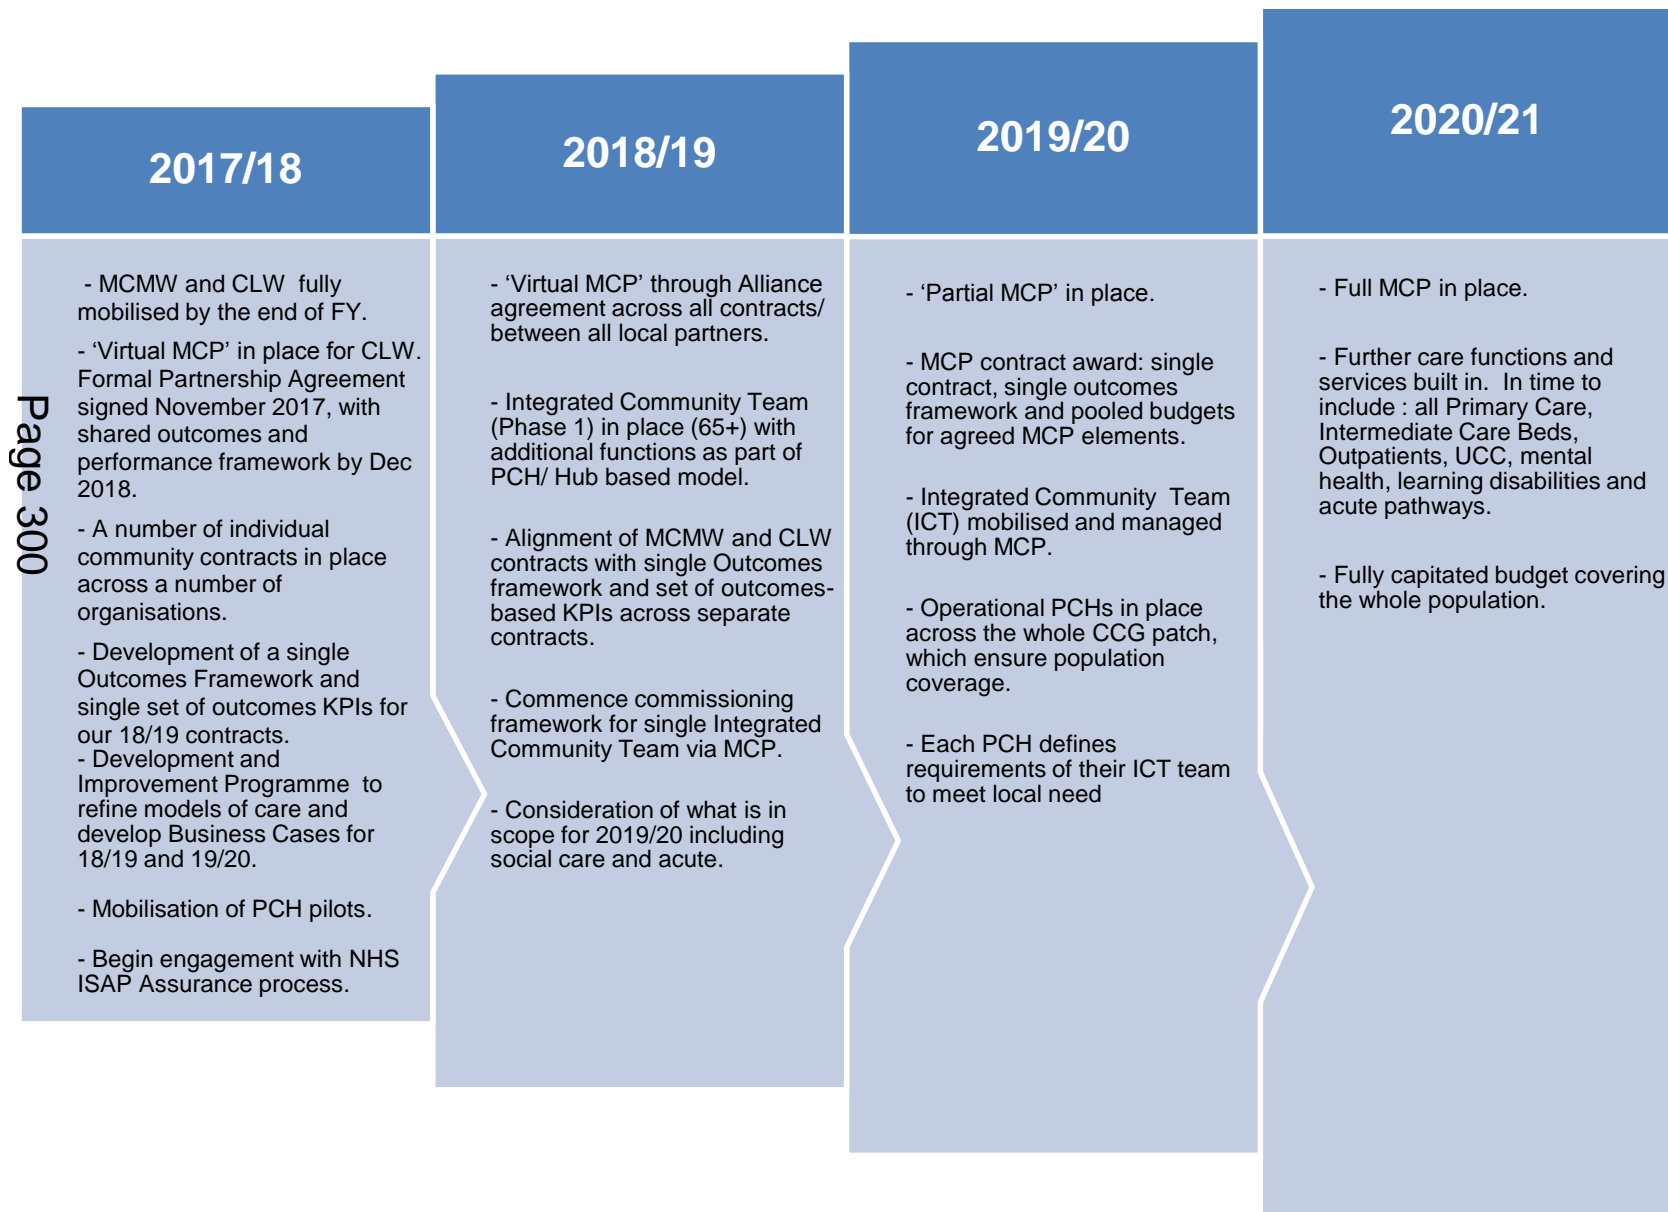 2017/18
- MCMW and CLW  fully
mobilised by the end of FY.
- ‘Virtual MCP’ in place for CLW.
Formal Partnership Agreement
signed November 2017, with
shared outcomes and
performance framework by Dec
2018.
- A number of individual
community contracts in place
across a number of
organisations.
- Development of a single
Outcomes Framework and
single set of outcomes KPIs for
our 18/19 contracts.
- Development and
Improvement Programme  to
refine models of care and
develop Business Cases for
18/19 and 19/20.
- Mobilisation of PCH pilots.
- Begin engagement with NHS
ISAP Assurance process.
2018/19
- ‘Virtual MCP’ through Alliance
agreement across all contracts/
between all local partners.
- Integrated Community Team
(Phase 1) in place (65+) with
additional functions as part of
PCH/ Hub based model.
- Alignment of MCMW and CLW
contracts with single Outcomes
framework and set of outcomes-
based KPIs across separate
contracts.
- Commence commissioning
framework for single Integrated
Community Team via MCP.
- Consideration of what is in
scope for 2019/20 including
social care and acute.
2019/20
- ‘Partial MCP’ in place.
- MCP contract award: single
contract, single outcomes
framework and pooled budgets
for agreed MCP elements.
- Integrated Community  Team
(ICT) mobilised and managed
through MCP.
- Operational PCHs in place
across the whole CCG patch,
which ensure population
coverage.
- Each PCH defines
requirements of their ICT team
to meet local need
2020/21
- Full MCP in place.
- Further care functions and
services built in.  In time to
include : all Primary Care,
Intermediate Care Beds,
Outpatients, UCC, mental
health, learning disabilities and
acute pathways.
- Fully capitated budget covering
the whole population.
Page 300